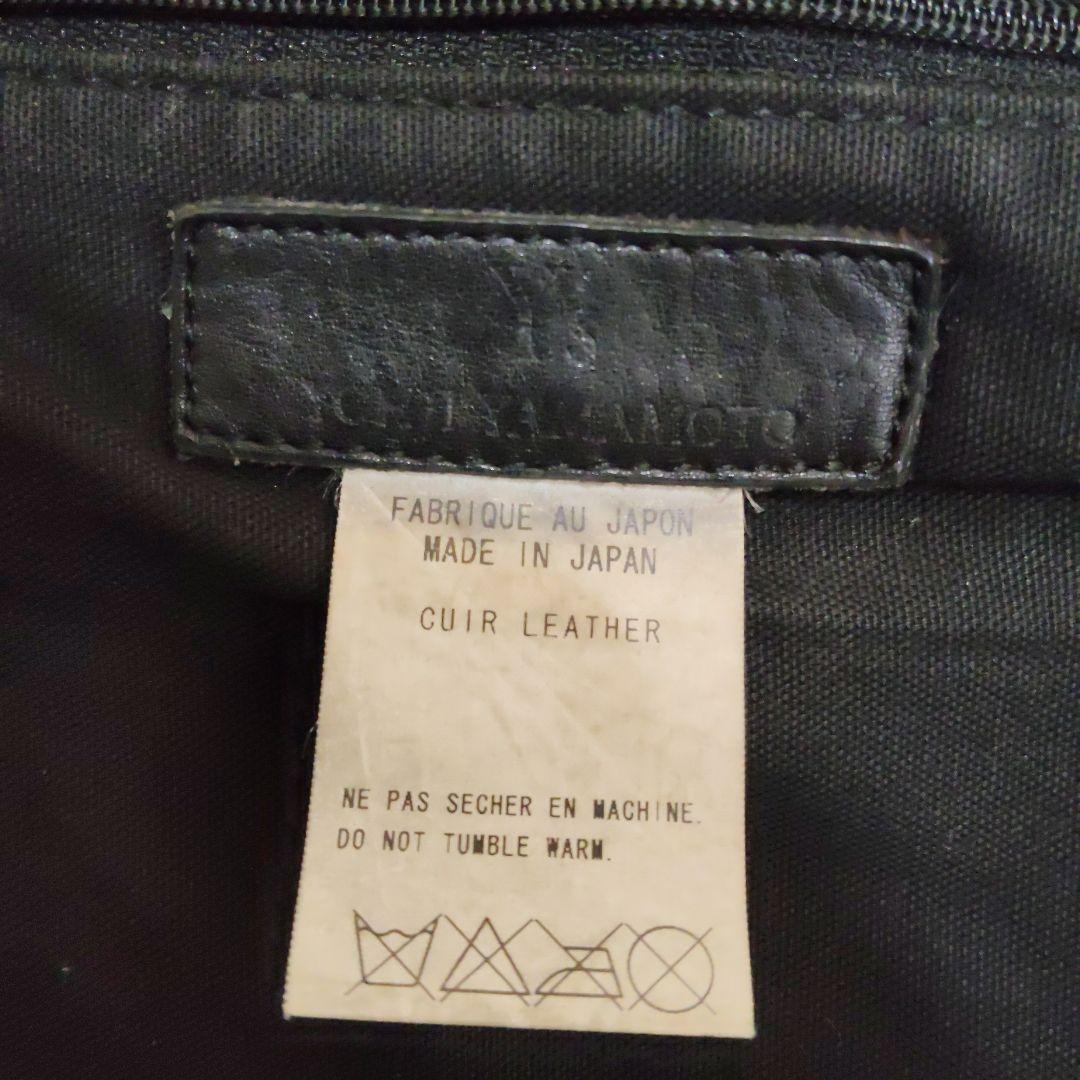 FABRIQUE AU JAPON
MADE IN JAPAN
CUIR LEATHER
NE PAS SECHER EN MACHINE.
DO NOT TUMBLE WARM.